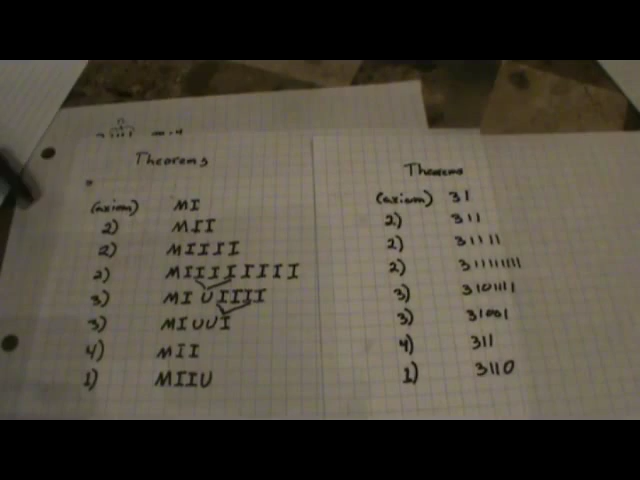 Theorems
(axiom) MI
2) MII
2) MIIII
2) MIIIIIIII
3) MIUIIII
3) MIUUI
4) MII
1) MIIU
Theorems
(axiom) 31
2) 311
2) 31111
2) 311111111
3) 3101111
3) 31001
4) 311
1) 3110